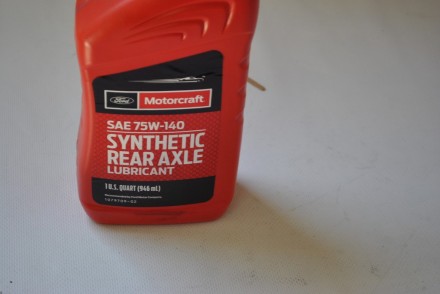 Ford Motorcraft
SAE 75W-140
SYNTHETIC
REAR AXLE
LUBRICANT
1 U.S. QUART (946 mL)